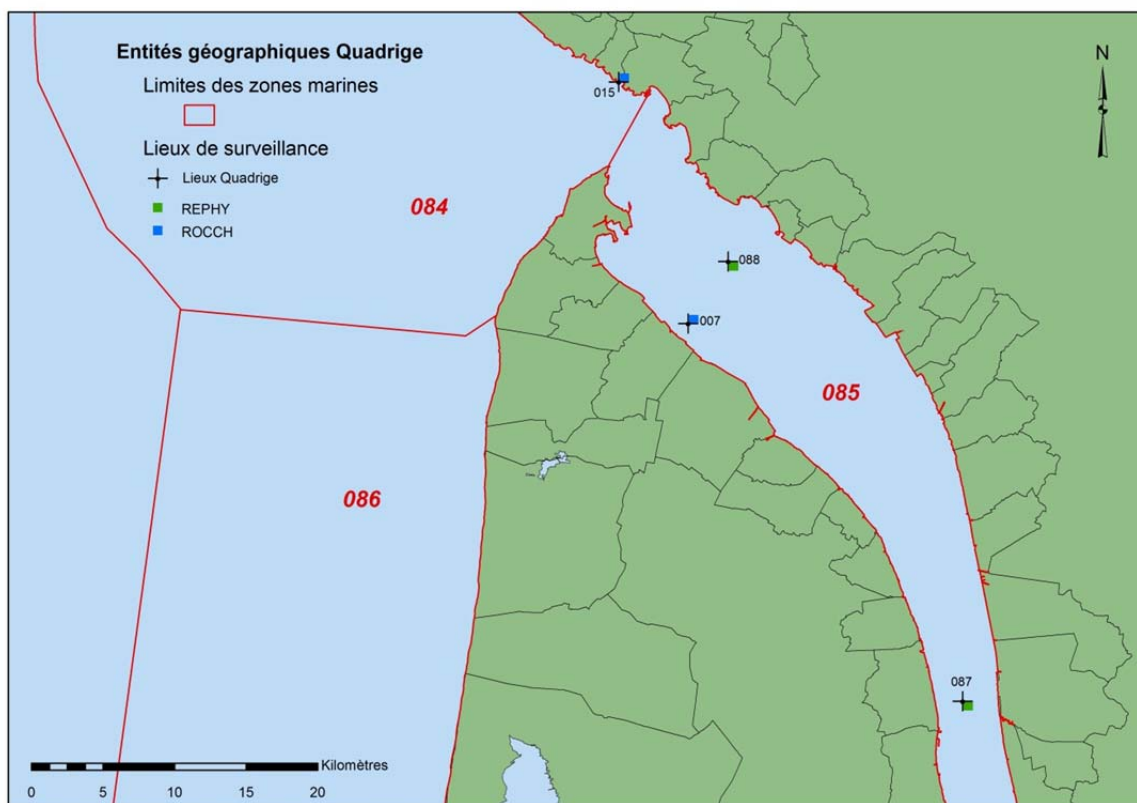 Entités géographiques Quadrige
Limites des zones marines
Lieux de surveillance
Lieux Quadrige
REPHY
ROCCH
N
015
084
088
007
085
086
087
Kilomètres
0 5 10 15 20